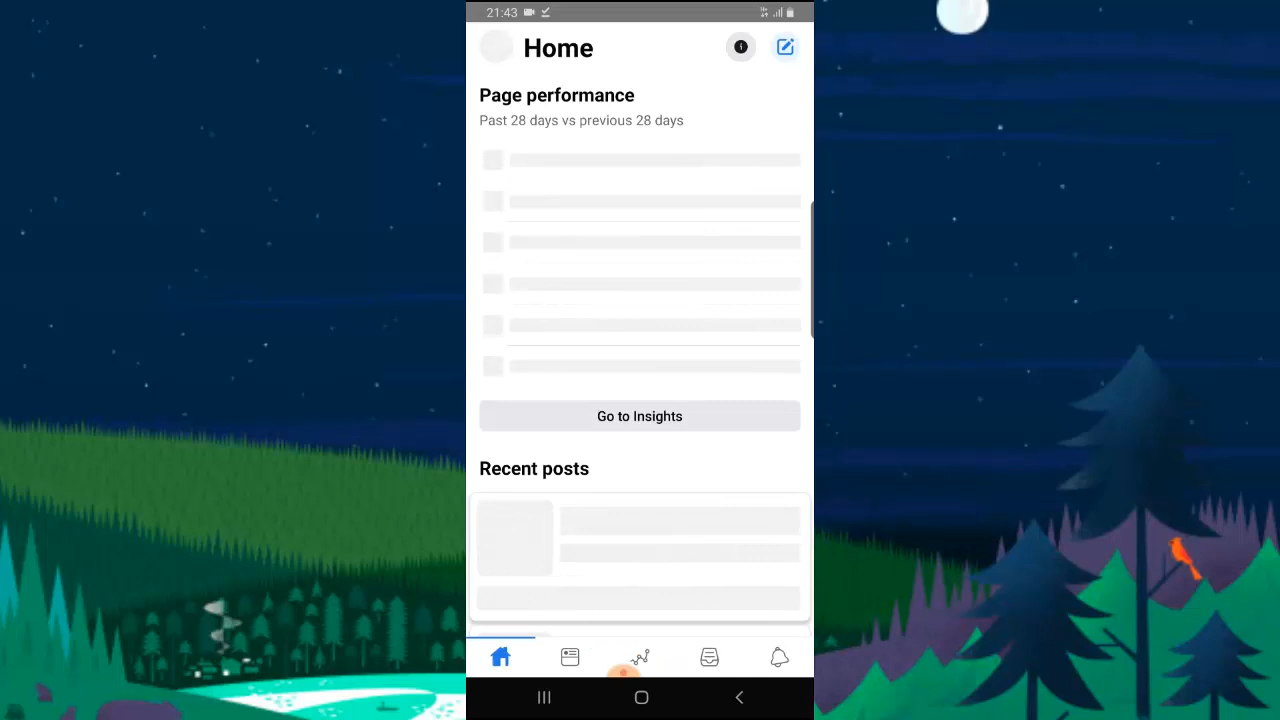 21:43
Home
Page performance
Past 28 days vs previous 28 days
Go to Insights
Recent posts